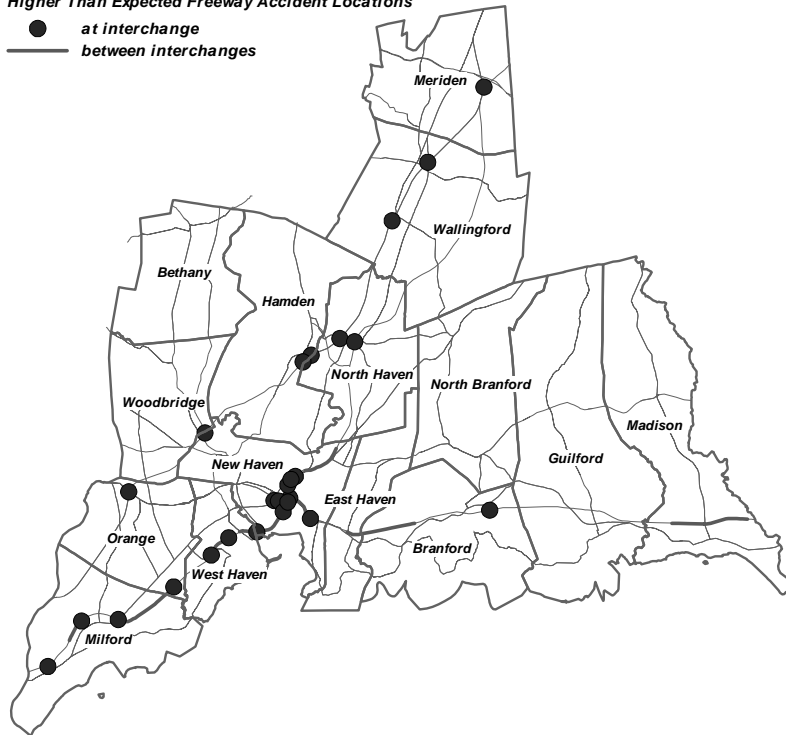 Higher Than Expected Freeway Accident Locations
at interchange
between interchanges
Meriden
Wallingford
Bethany
Hamden
North Haven
North Branford
Woodbridge
Madison
Guilford
New Haven
East Haven
Orange
Branford
West Haven
Milford